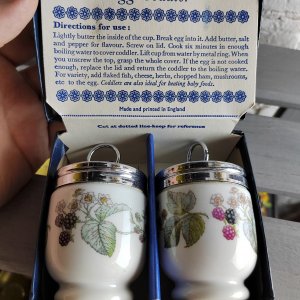 Egg Coddler
Directions for use:
Lightly butter the inside of the cup, Break egg into it. Add butter, salt
and pepper for flavour. Screw on lid. Cook six minutes in enough
boiling water to cover coddler. Lift cup from water by metal ring. When
you unscrew the top, grasp the whole cover. If the egg is not cooked
enough, replace the lid and return the coddler to the boiling water.
For variety, add flaked fish, cheese, herbs, chopped ham, mushrooms,
etc to the egg. Coddlers are also ideal for heating baby foods.
Made and printed in England
Cut at dotted line-keep for reference